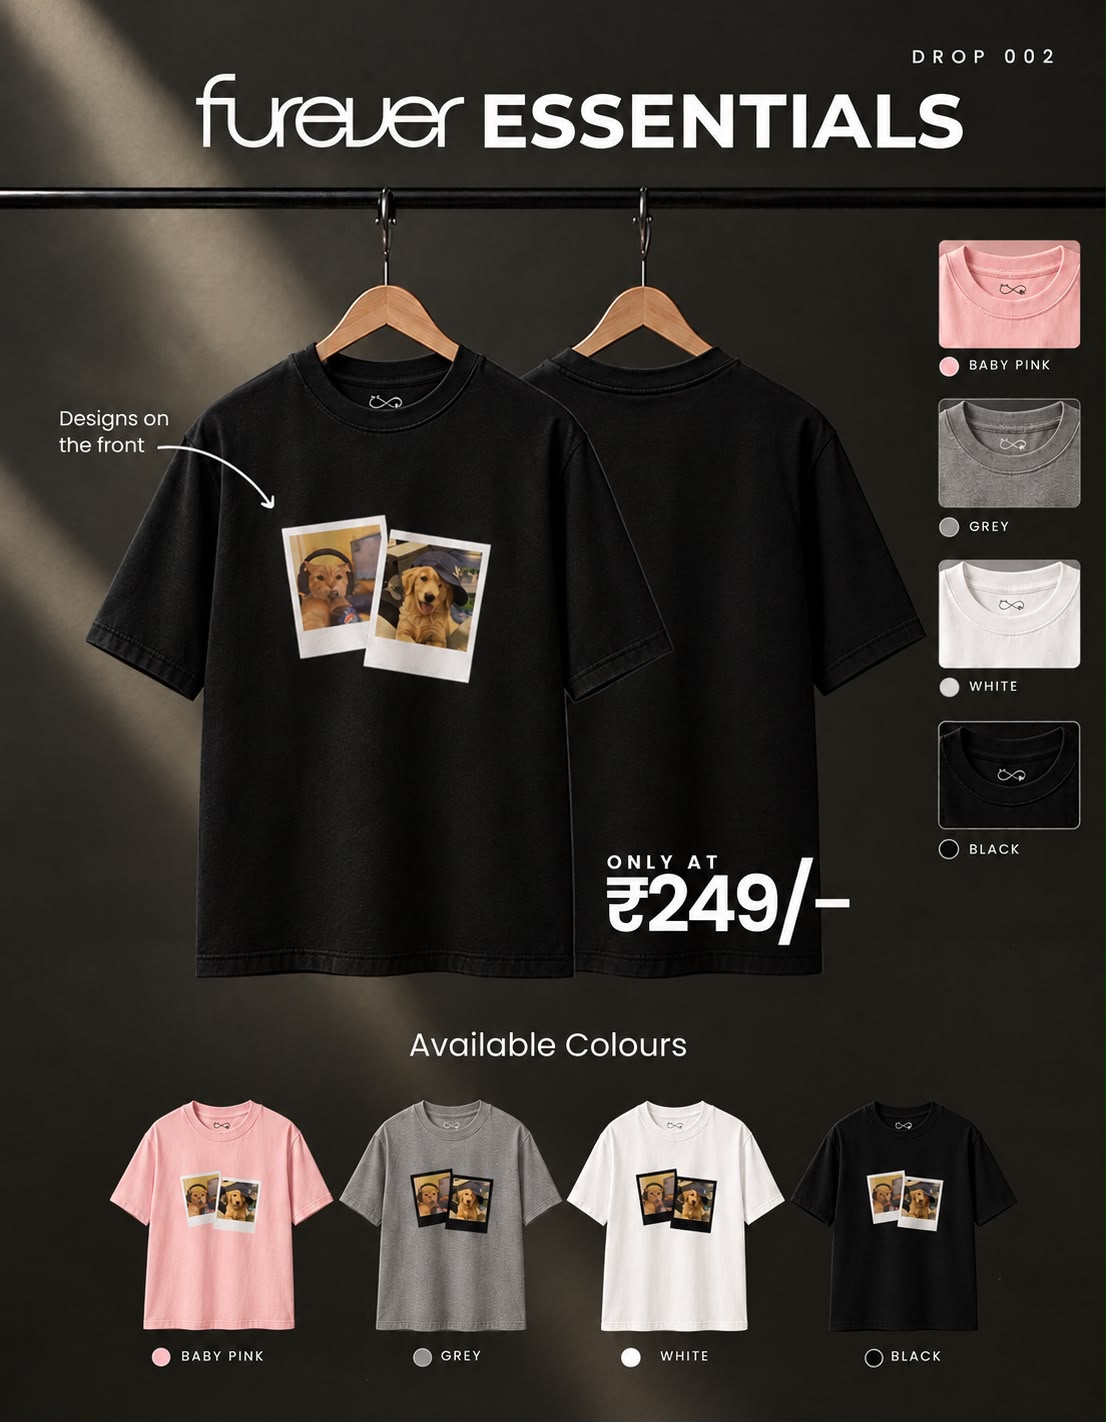 DROP 002
furever ESSENTIALS
BABY PINK
Designs on
the front
GREY
WHITE
BLACK
ONLY AT
₹249/-
Available Colours
BABY PINK
GREY
WHITE
BLACK